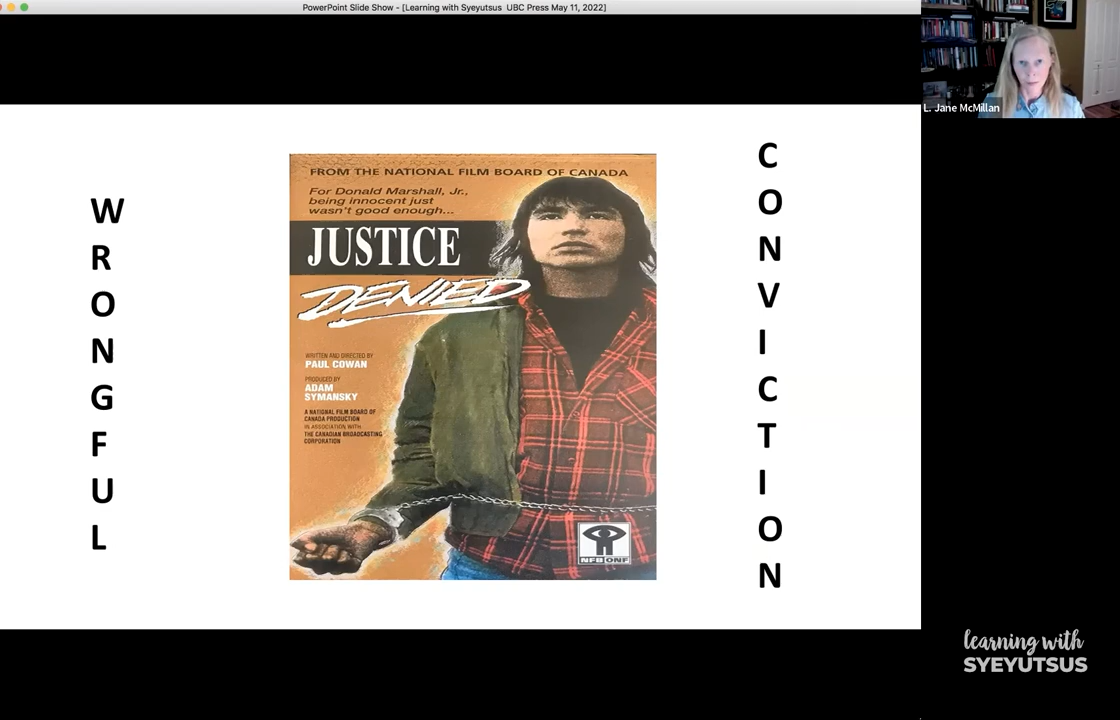 PowerPoint Slide Show - [Learning with Syeyutsus UBC Press May 11, 2022]
L. Jane McMillan
W
R
O
N
G
F
U
L
FROM THE NATIONAL FILM BOARD OF CANADA
For Donald Marshall, Jr.,
being innocent just
wasn't good enough...
JUSTICE
DENIED
WRITTEN AND DIRECTED BY
PAUL COWAN
PRODUCED BY
ADAM
SYMANSKY
A NATIONAL FILM BOARD OF
CANADA PRODUCTION
IN ASSOCIATION WITH
THE CANADIAN BROADCASTING
CORPORATION
NFB ONF
C
O
N
V
I
C
T
I
O
N
learning with
SYEYUTSUS